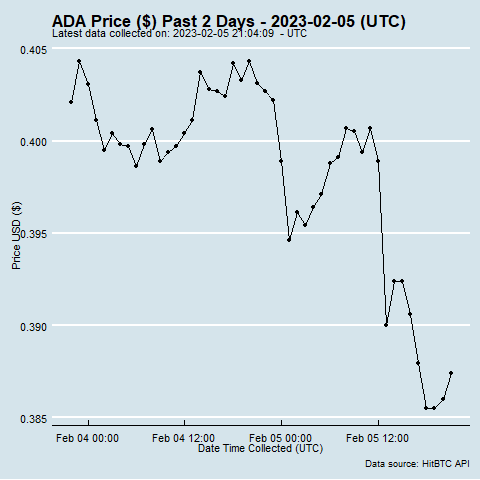 ADA Price ($) Past 2 Days - 2023-02-05 (UTC)
Latest data collected on: 2023-02-05 21:04:09  - UTC
0.405
0.400
0.395
0.390
0.385
Price USD ($)
Feb 04 00:00 Feb 04 12:00 Feb 05 00:00 Feb 05 12:00
Date Time Collected (UTC)
Data source: HitBTC API